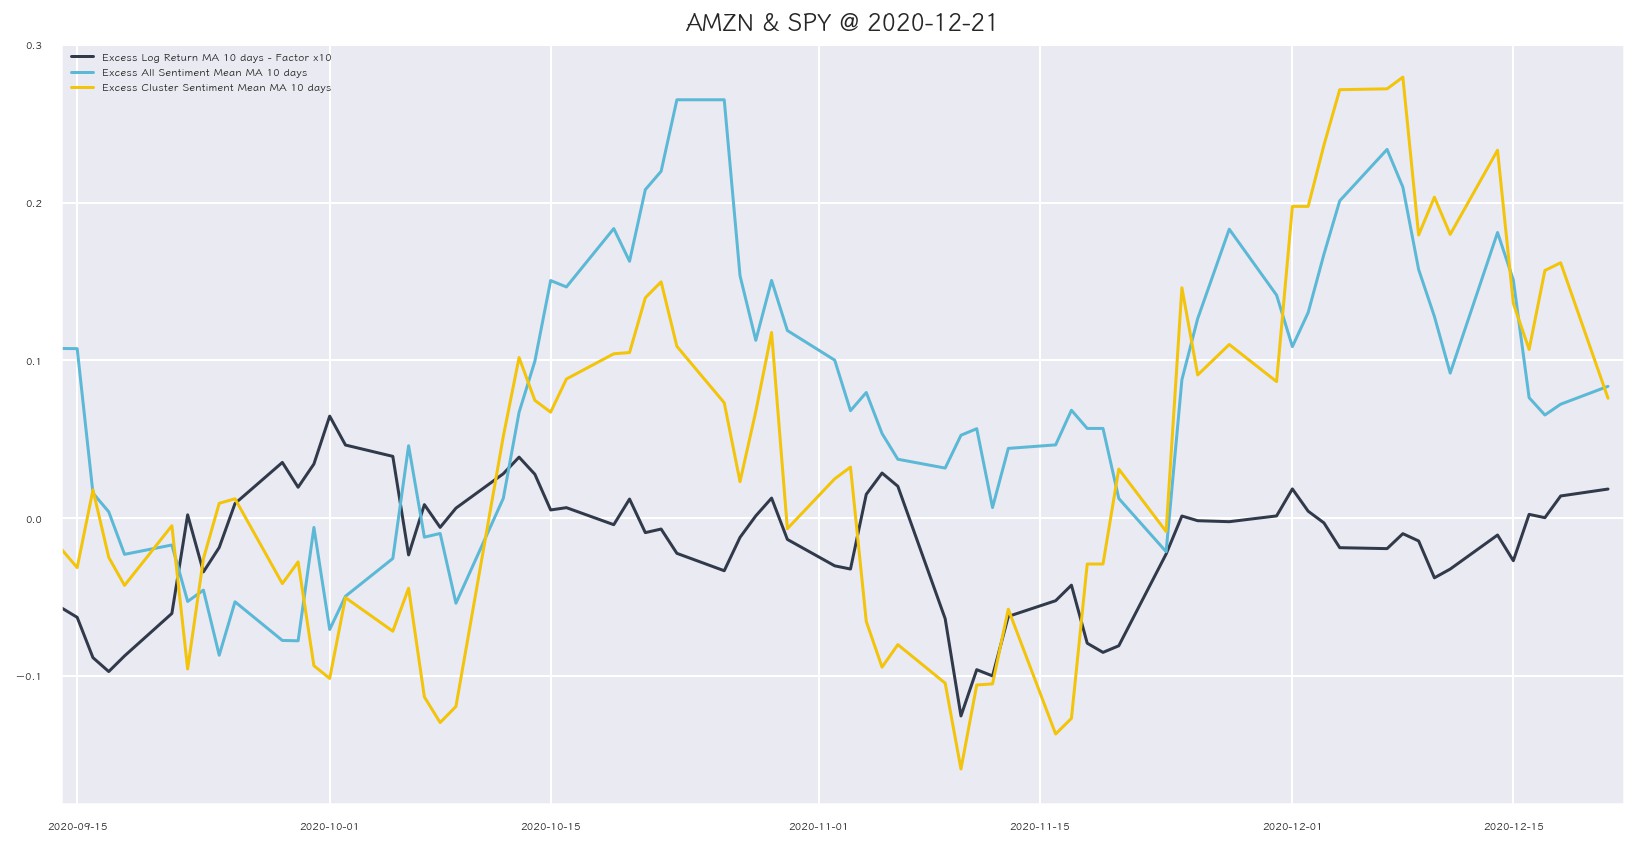 AMZN & SPY @ 2020-12-21
Excess Log Return MA 10 days - Factor x10
Excess All Sentiment Mean MA 10 days
Excess Cluster Sentiment Mean MA 10 days
0.3
0.2
0.1
0.0
−0.1
2020-09-15 2020-10-01 2020-10-15 2020-11-01 2020-11-15 2020-12-01 2020-12-15